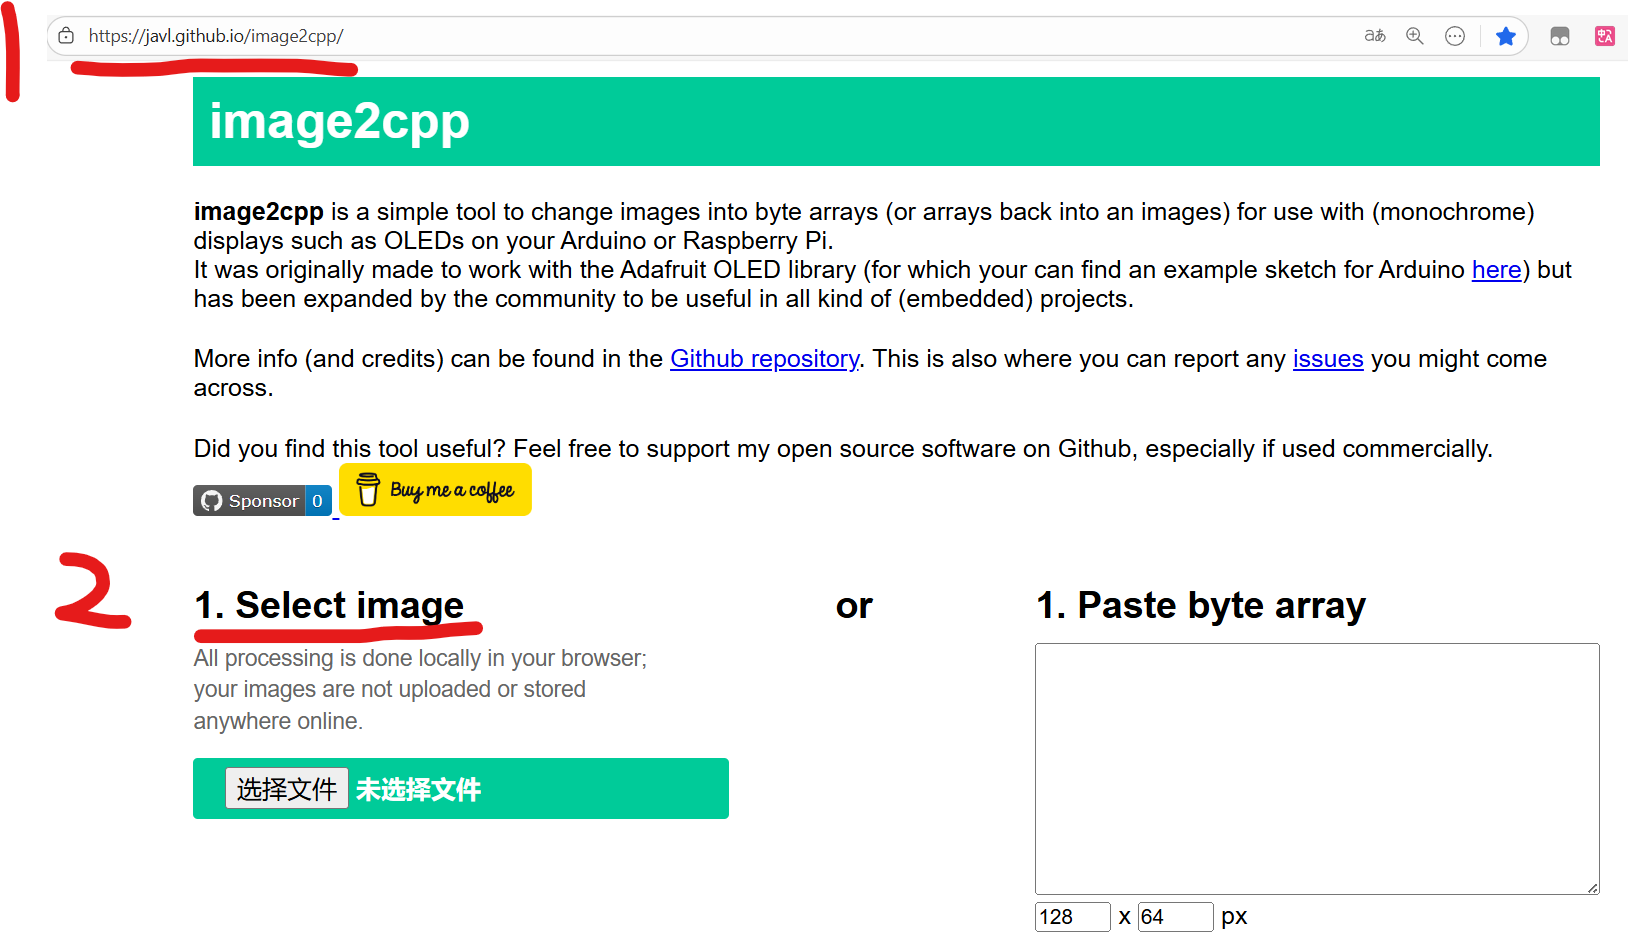 1
https://javl.github.io/image2cpp/
image2cpp
image2cpp is a simple tool to change images into byte arrays (or arrays back into an images) for use with (monochrome)
displays such as OLEDs on your Arduino or Raspberry Pi.
It was originally made to work with the Adafruit OLED library (for which your can find an example sketch for Arduino here) but
has been expanded by the community to be useful in all kind of (embedded) projects.
More info (and credits) can be found in the Github repository. This is also where you can report any issues you might come
across.
Did you find this tool useful? Feel free to support my open source software on Github, especially if used commercially.
Sponsor 0 Buy me a coffee
2
1. Select image
or
1. Paste byte array
All processing is done locally in your browser;
your images are not uploaded or stored
anywhere online.
选择文件 未选择文件
128 x 64 px